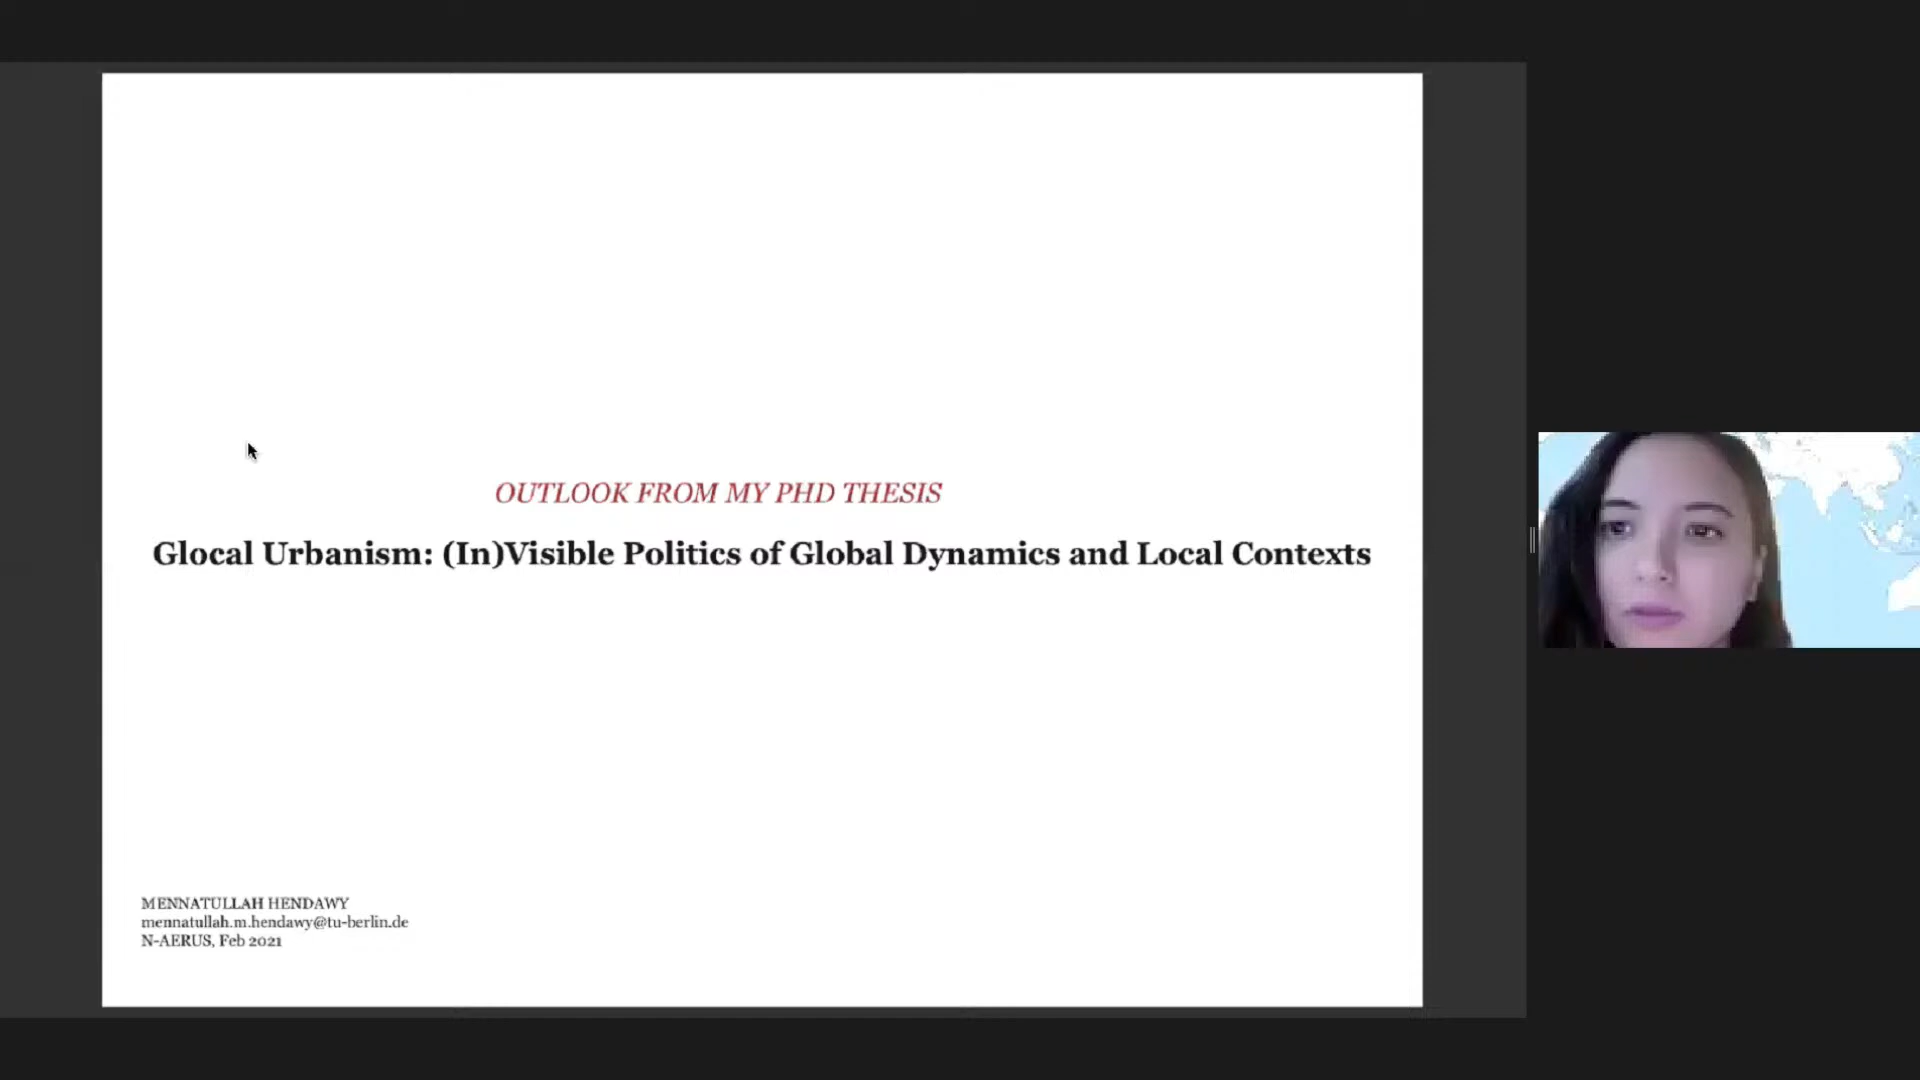 OUTLOOK FROM MY PHD THESIS
Glocal Urbanism: (In)Visible Politics of Global Dynamics and Local Contexts
MENNATULLAH HENDAWY
mennatullah.m.hendawy@tu-berlin.de
N-AERUS, Feb 2021